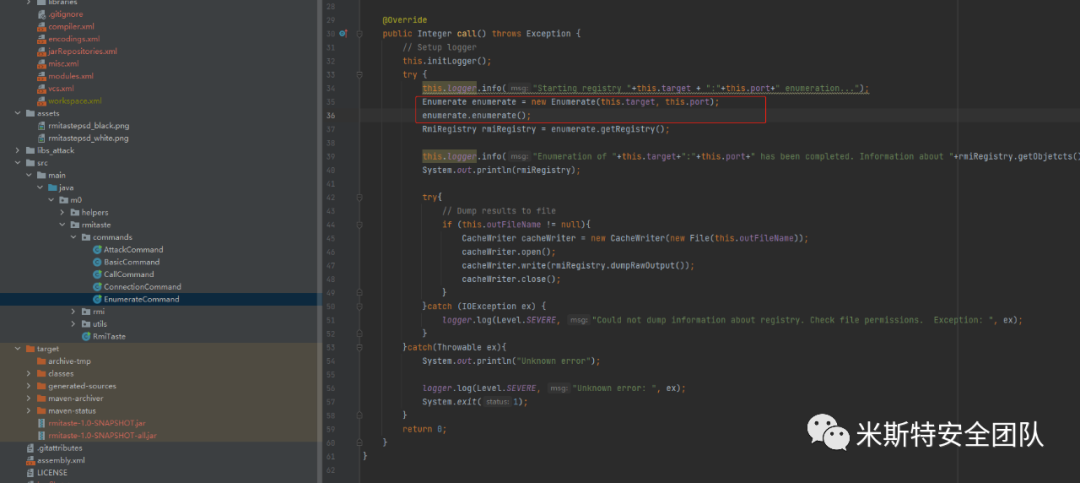 libraries
.gitignore
compiler.xml
encodings.xml
jarRepositories.xml
misc.xml
modules.xml
vcs.xml
workspace.xml
assets
rmitastepsd_black.png
rmitastepsd_white.png
libs_attack
src
main
java
m0
helpers
rmitaste
commands
AttackCommand
BasicCommand
CallCommand
ConnectionCommand
EnumerateCommand
rmi
utils
RmiTaste
target
archive-tmp
classes
generated-sources
maven-archiver
maven-status
rmitaste-1.0-SNAPSHOT.jar
rmitaste-1.0-SNAPSHOT-all.jar
.gitattributes
assembly.xml
LICENSE
28
29 @Override
30 public Integer call() throws Exception {
31 // Setup logger
32 this.initLogger();
33 try {
34 this.logger.info( msg: "Starting registry "+this.target + ":"+this.port+" enumeration...");
35 Enumerate enumerate = new Enumerate(this.target, this.port);
36 enumerate.enumerate();
37 RmiRegistry rmiRegistry = enumerate.getRegistry();
38
39 this.logger.info( msg: "Enumeration of "+this.target+":"+this.port+" has been completed. Information about "+rmiRegistry.getObjetcts()
40 System.out.println(rmiRegistry);
41
42 try{
43 // Dump results to file
44 if (this.outFileName != null){
45 CacheWriter cacheWriter = new CacheWriter(new File(this.outFileName));
46 cacheWriter.open();
47 cacheWriter.write(rmiRegistry.dumpRawOutput());
48 cacheWriter.close();
49 }
50 }catch (IOException ex) {
51 logger.log(Level.SEVERE, msg: "Could not dump information about registry. Check file permissions. Exception: ", ex);
52 }
53 }catch(Throwable ex){
54 System.out.println("Unknown error");
55
56 logger.log(Level.SEVERE, msg: "Unknown error: ", ex);
57 System.exit( status: 1);
58 }
59 return 0;
60 }
61 }
62
米斯特安全团队